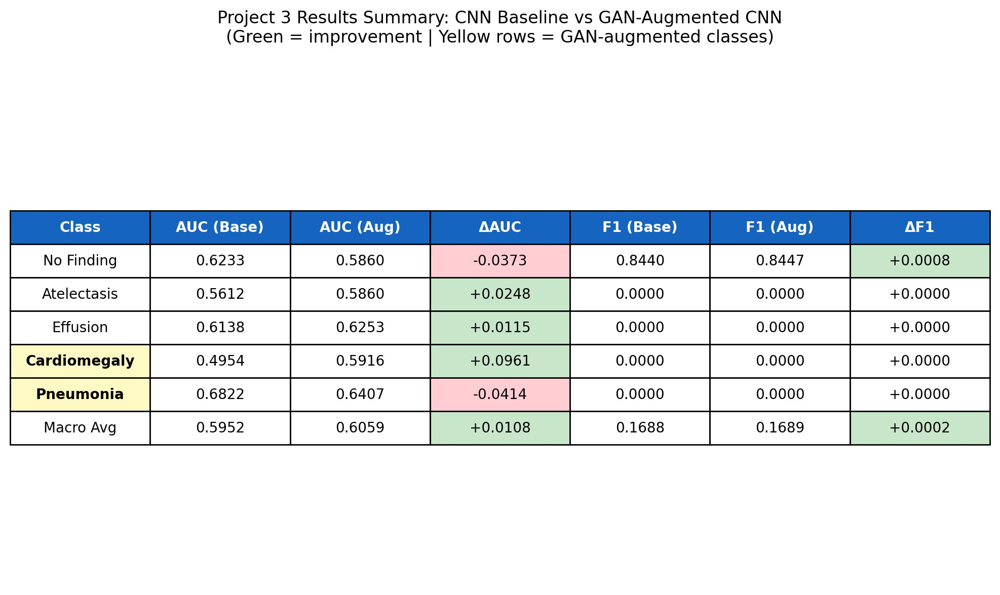 Project 3 Results Summary: CNN Baseline vs GAN-Augmented CNN
(Green = improvement | Yellow rows = GAN-augmented classes)
Class AUC (Base) AUC (Aug) ΔAUC F1 (Base) F1 (Aug) ΔF1
No Finding 0.6233 0.5860 -0.0373 0.8440 0.8447 +0.0008
Atelectasis 0.5612 0.5860 +0.0248 0.0000 0.0000 +0.0000
Effusion 0.6138 0.6253 +0.0115 0.0000 0.0000 +0.0000
Cardiomegaly 0.4954 0.5916 +0.0961 0.0000 0.0000 +0.0000
Pneumonia 0.6822 0.6407 -0.0414 0.0000 0.0000 +0.0000
Macro Avg 0.5952 0.6059 +0.0108 0.1688 0.1689 +0.0002